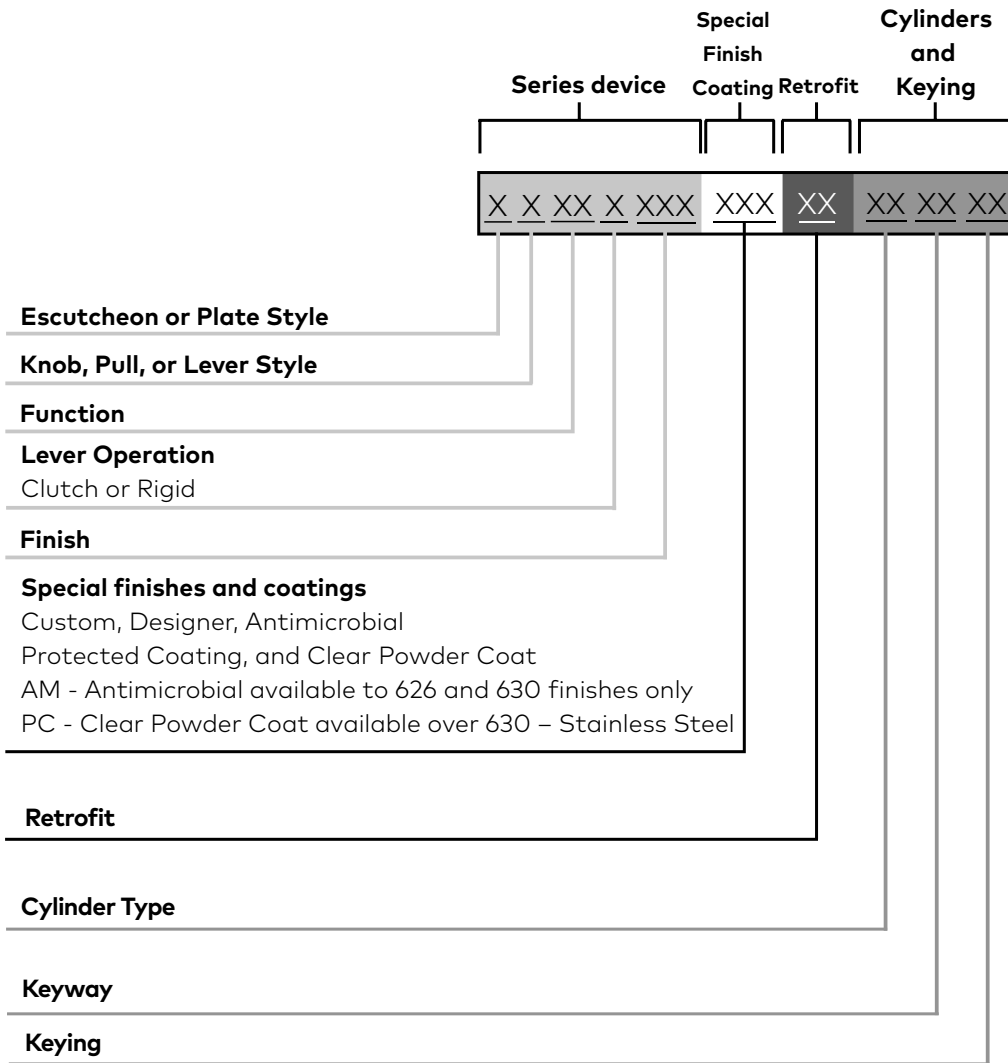 Special
Finish
Coating
Cylinders
and
Keying
Series device
Retrofit
X X XX X XXX XXX XX XX XX XX
Escutcheon or Plate Style
Knob, Pull, or Lever Style
Function
Lever Operation
Clutch or Rigid
Finish
Special finishes and coatings
Custom, Designer, Antimicrobial
Protected Coating, and Clear Powder Coat
AM - Antimicrobial available to 626 and 630 finishes only
PC - Clear Powder Coat available over 630 – Stainless Steel
Retrofit
Cylinder Type
Keyway
Keying